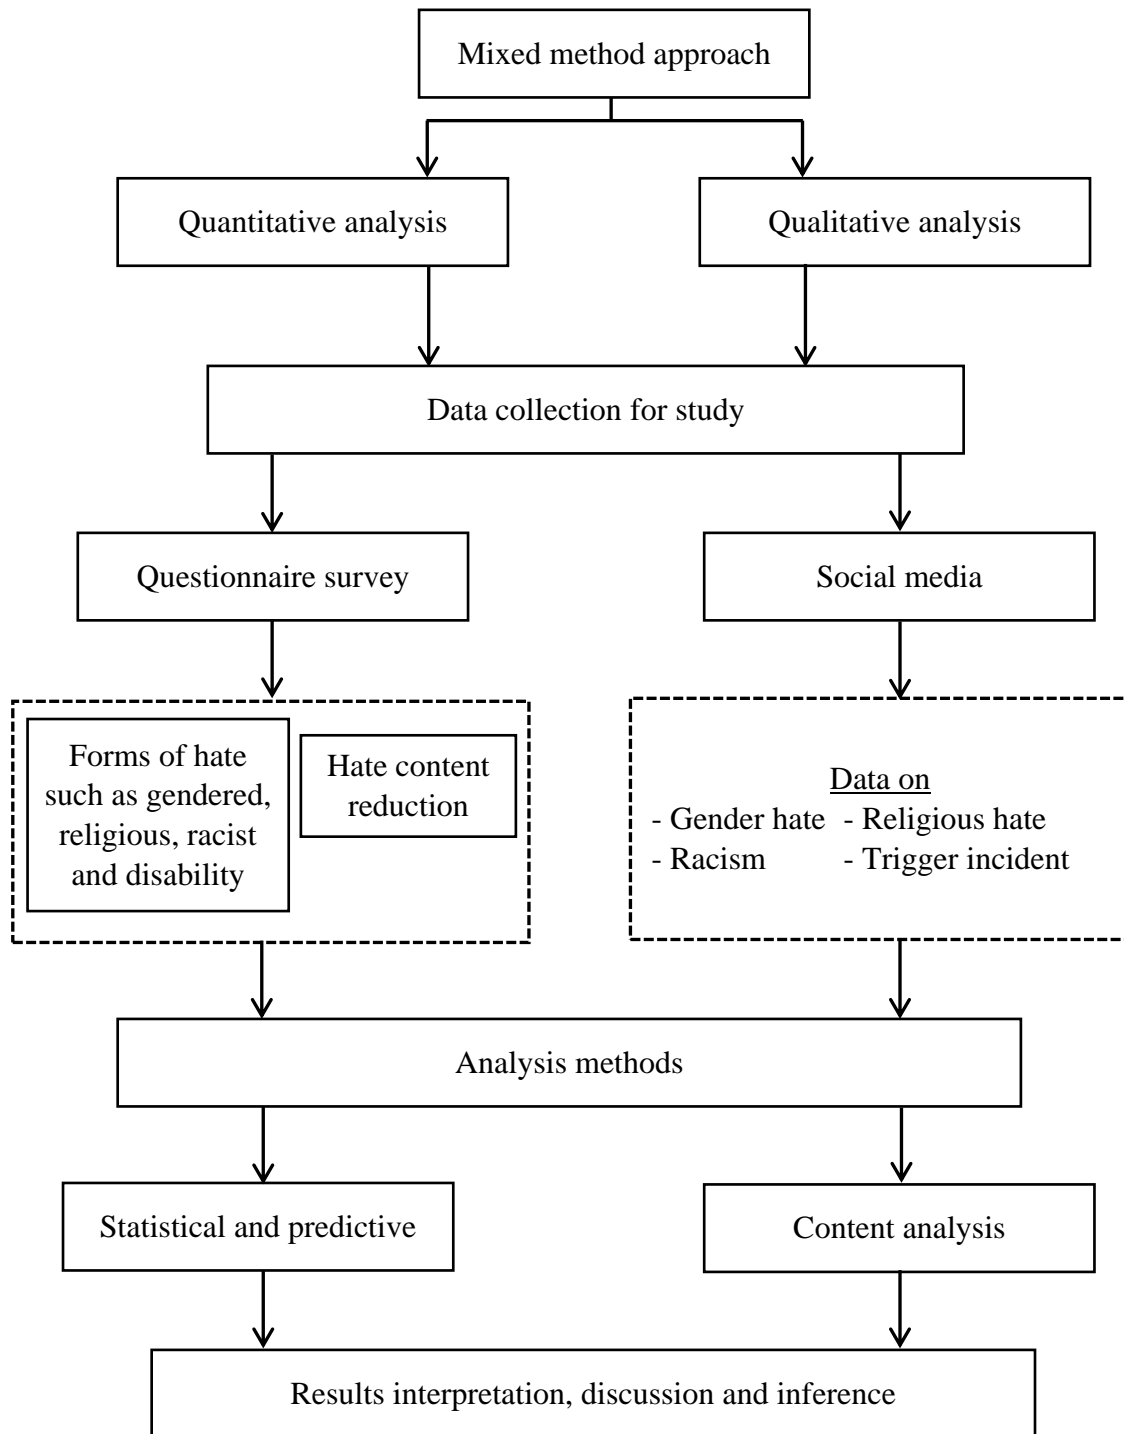 Mixed method approach
Quantitative analysis
Qualitative analysis
Data collection for study
Questionnaire survey
Social media
Forms of hate
such as gendered,
religious, racist
and disability
Hate content
reduction
Data on
- Gender hate - Religious hate
- Racism - Trigger incident
Analysis methods
Statistical and predictive
Content analysis
Results interpretation, discussion and inference